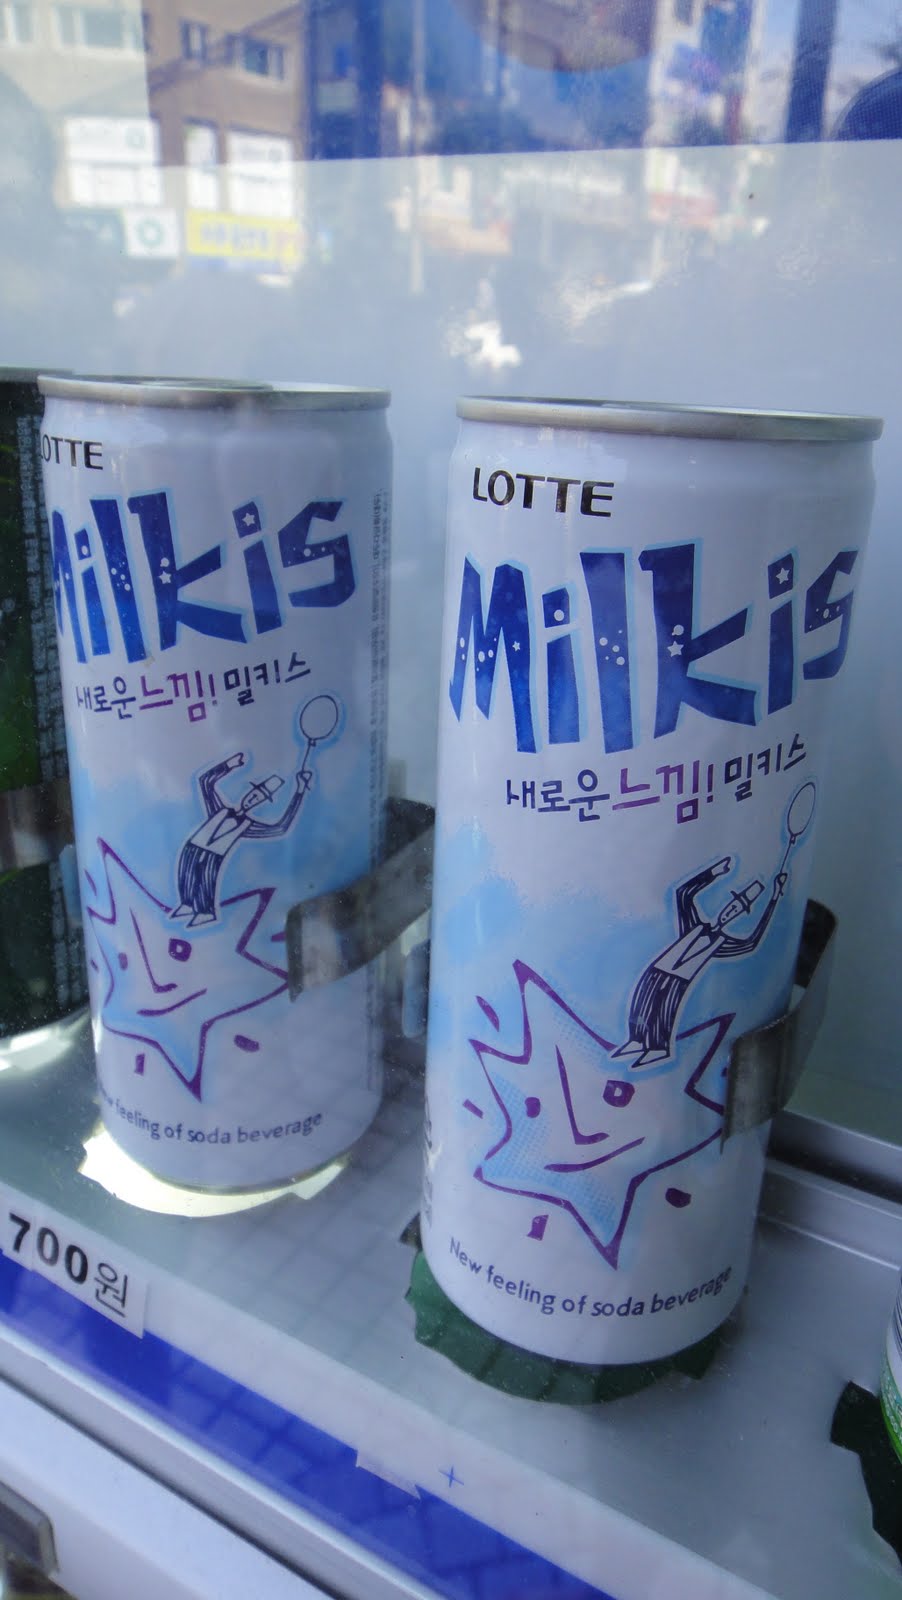 LOTTE
Milkis
새로운느낌! 밀키스
feeling of soda beverage
LOTTE
Milkis
새로운느낌! 밀키스
New feeling of soda beverage
700원